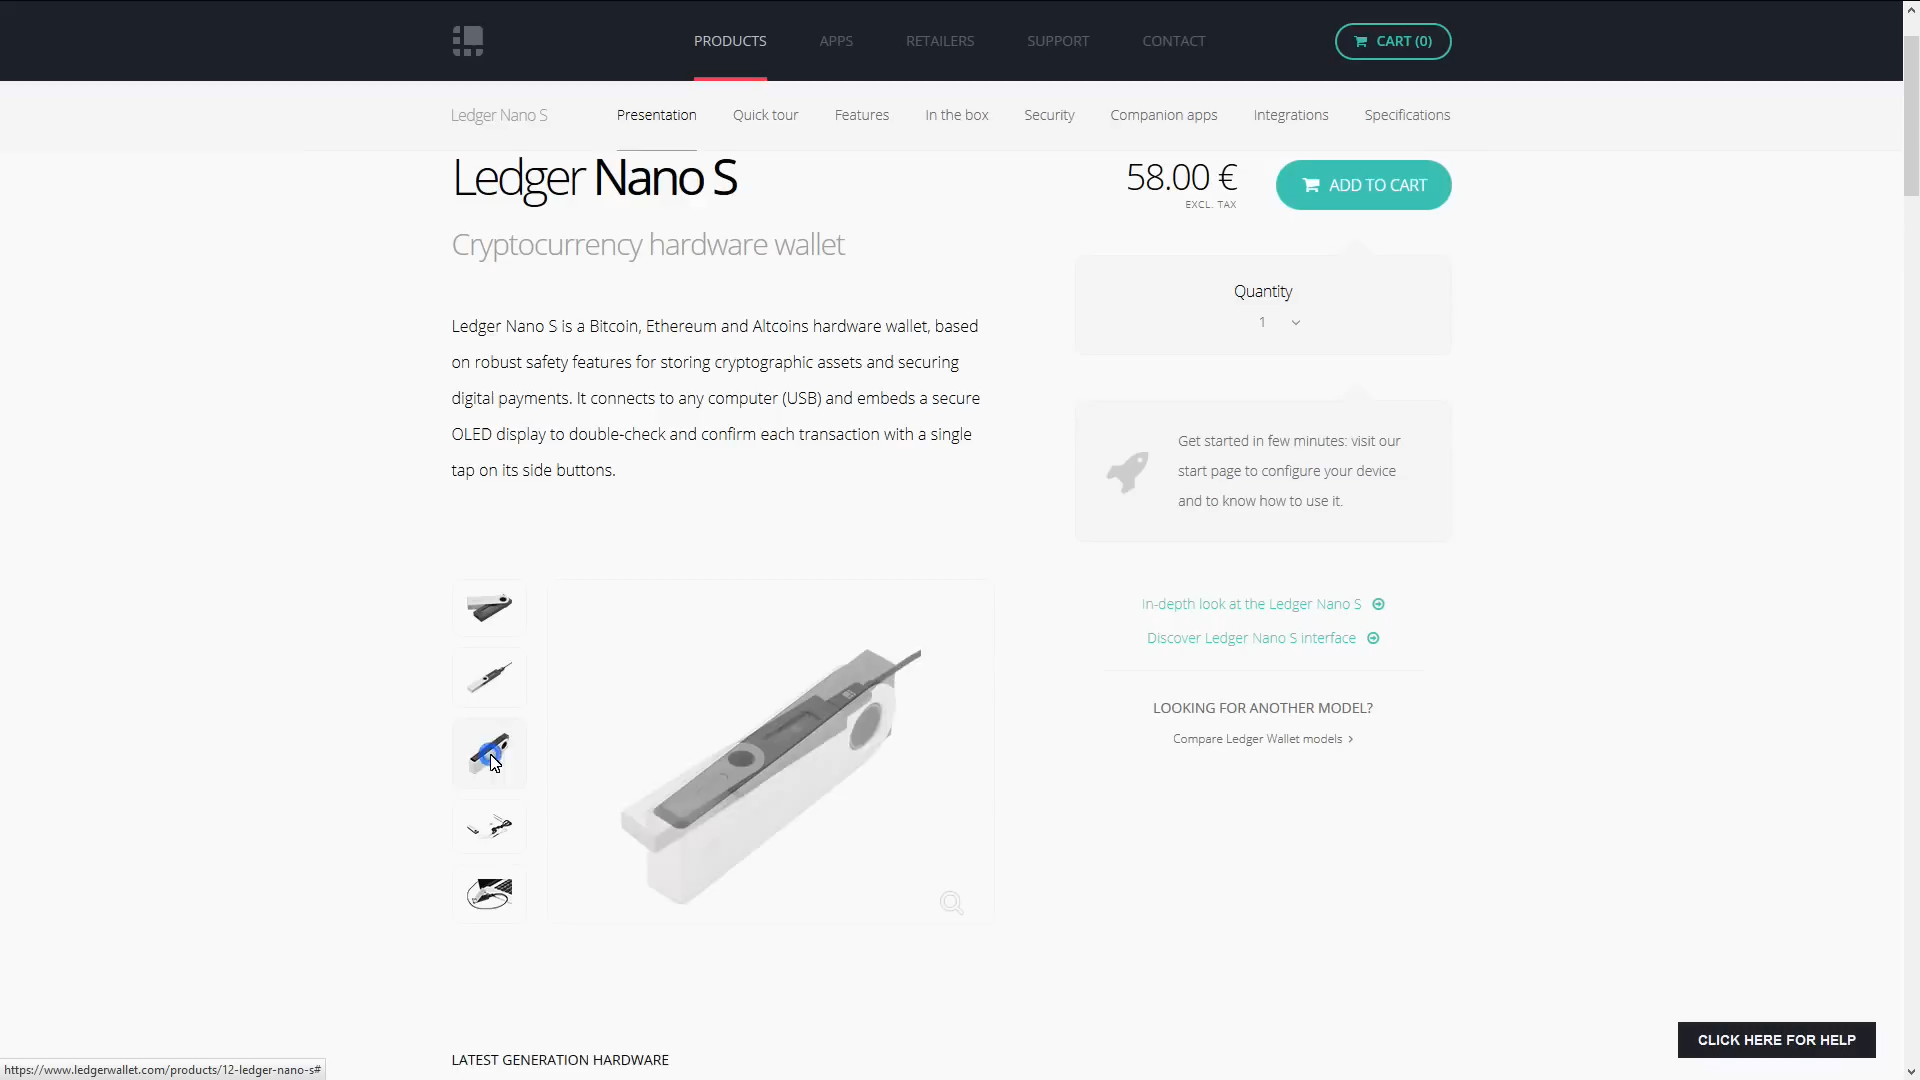 PRODUCTS APPS RETAILERS SUPPORT CONTACT CART (0)
Ledger Nano S Presentation Quick tour Features In the box Security Companion apps Integrations Specifications
Ledger Nano S
58.00 €
EXCL. TAX
ADD TO CART
Cryptocurrency hardware wallet
Quantity
1
Ledger Nano S is a Bitcoin, Ethereum and Altcoins hardware wallet, based
on robust safety features for storing cryptographic assets and securing
digital payments. It connects to any computer (USB) and embeds a secure
OLED display to double-check and confirm each transaction with a single
tap on its side buttons.
Get started in few minutes: visit our
start page to configure your device
and to know how to use it.
In-depth look at the Ledger Nano S
Discover Ledger Nano S interface
LOOKING FOR ANOTHER MODEL?
Compare Ledger Wallet models
CLICK HERE FOR HELP
LATEST GENERATION HARDWARE
https://www.ledgerwallet.com/products/12-ledger-nano-s#